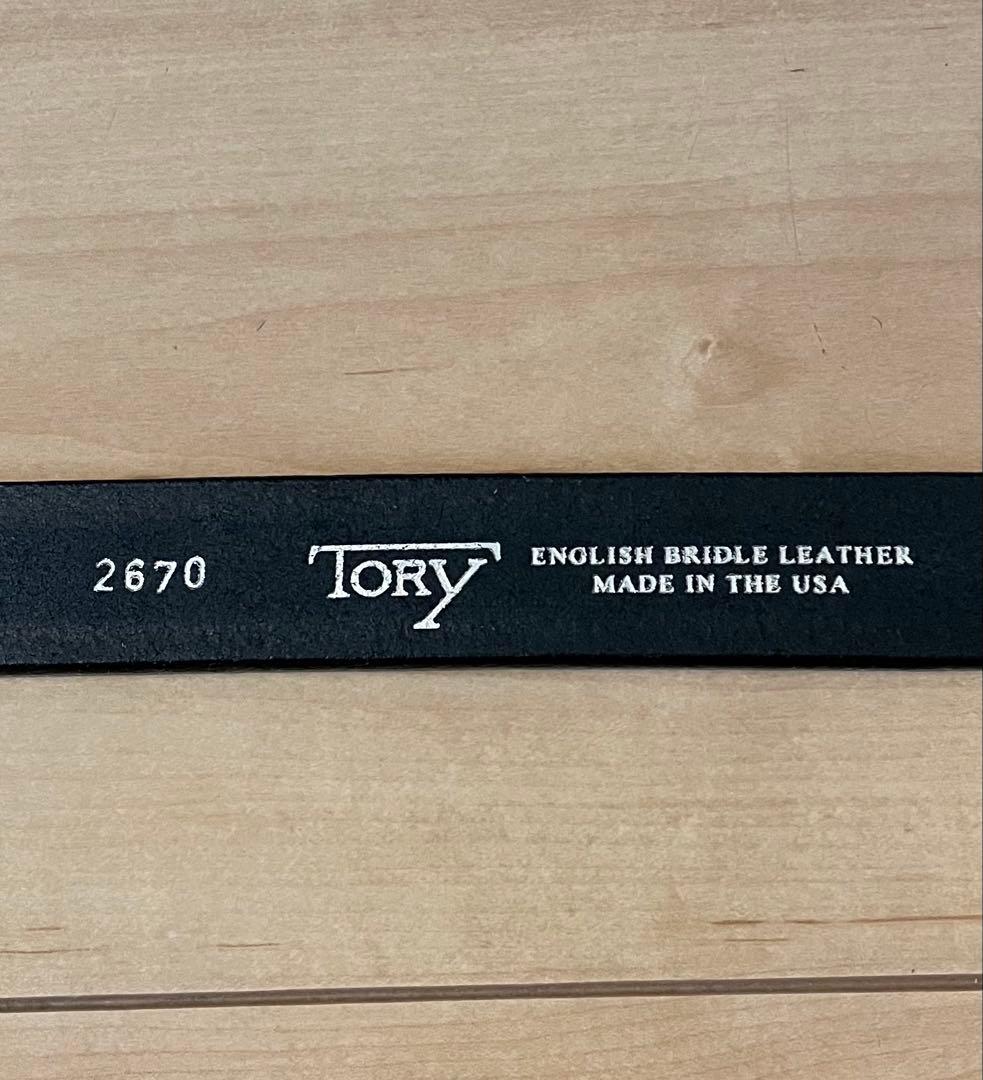 2670
TORY
ENGLISH BRIDLE LEATHER
MADE IN THE USA